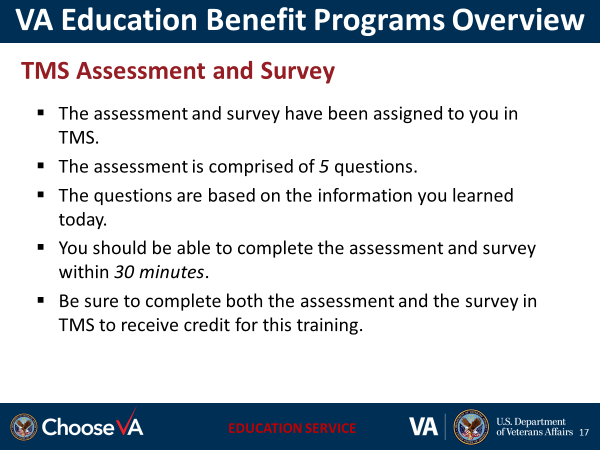 VA Education Benefit Programs Overview
TMS Assessment and Survey
▪ The assessment and survey have been assigned to you in
TMS.
▪ The assessment is comprised of 5 questions.
▪ The questions are based on the information you learned
today.
▪ You should be able to complete the assessment and survey
within 30 minutes.
▪ Be sure to complete both the assessment and the survey in
TMS to receive credit for this training.
ChooseVA
EDUCATION SERVICE
VA
U.S. Department
of Veterans Affairs
17